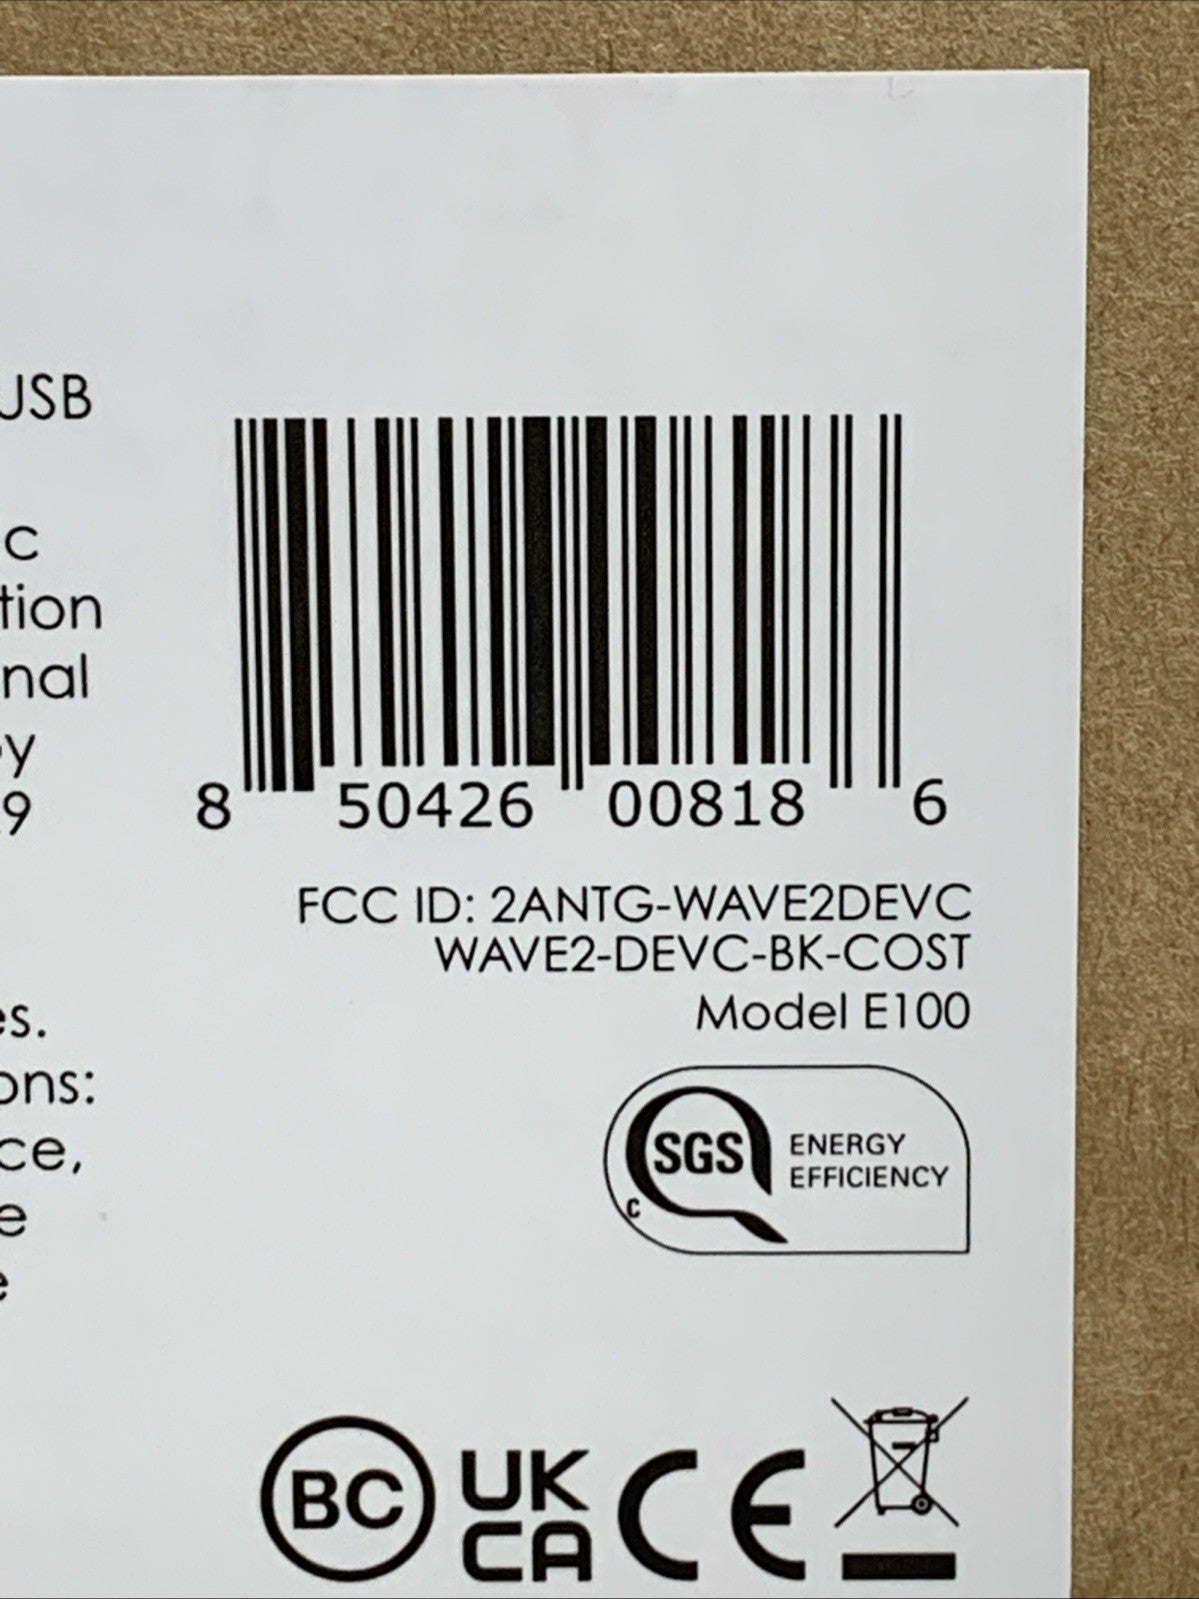 USB
c
tion
nal
ey
9
8 50426 00818 6
FCC ID: 2ANTG-WAVE2DEVC
WAVE2-DEVC-BK-COST
Model E100
es.
ons:
ce,
e
e
SGS
C
ENERGY
EFFICIENCY
BC
UK
CA
CE